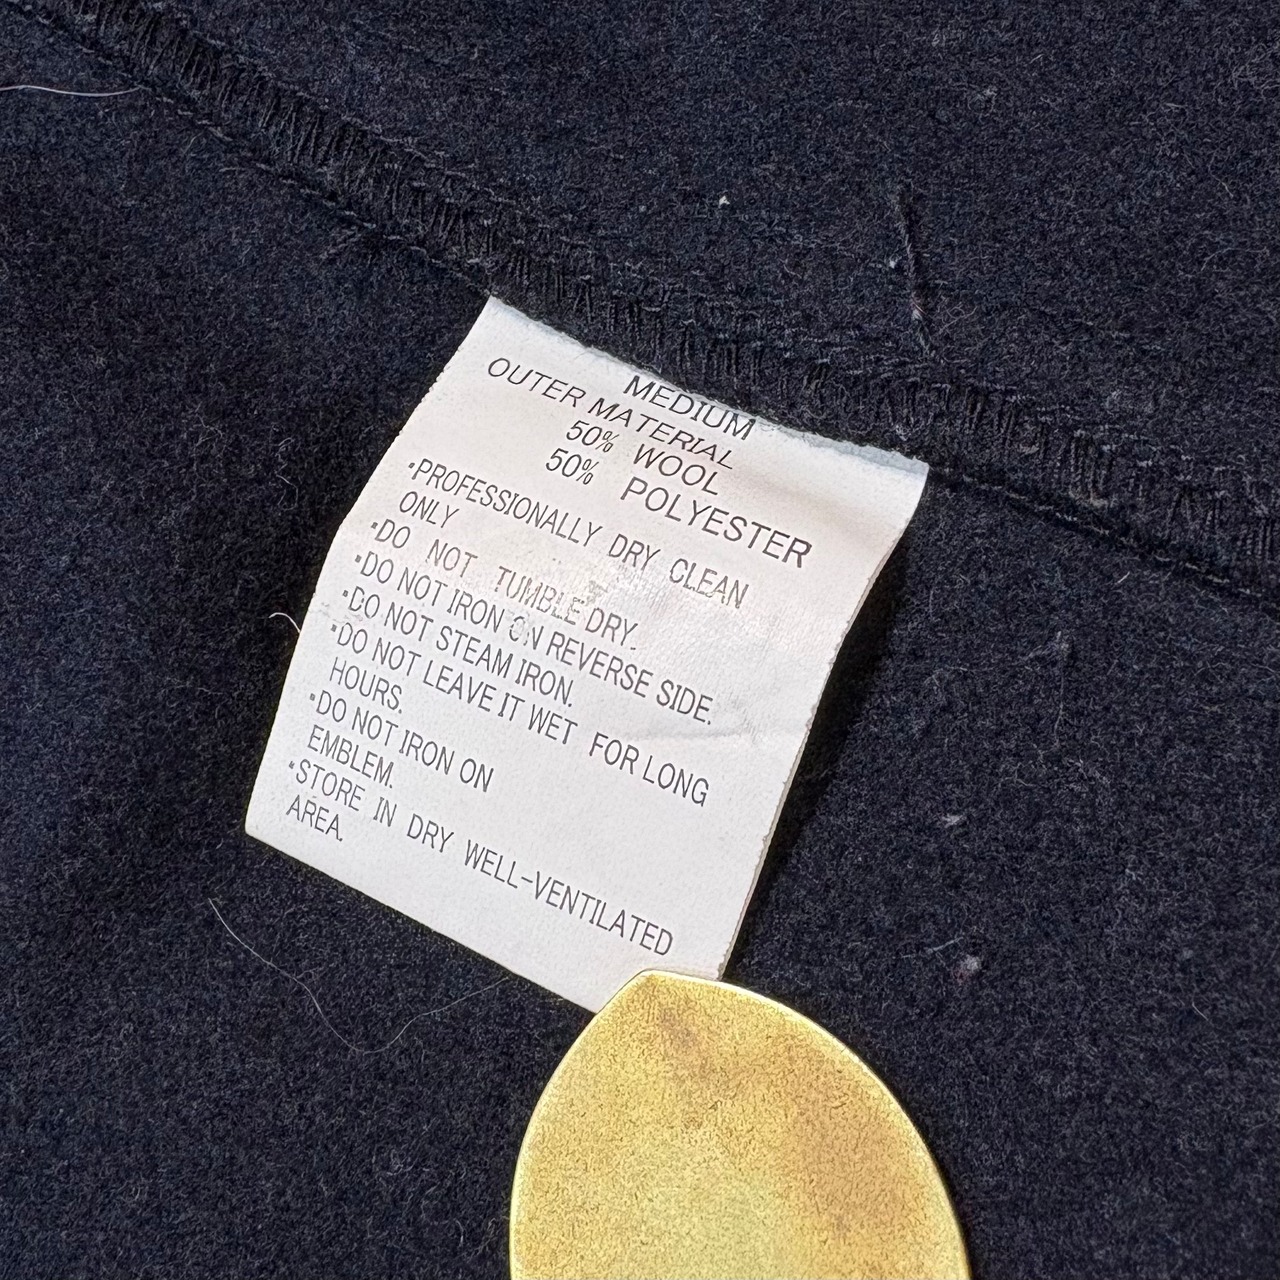 MEDIUM
OUTER MATERIAL
50% WOOL
50% POLYESTER
·PROFESSIONALLY DRY CLEAN
ONLY
·DO NOT TUMBLE DRY.
·DO NOT IRON ON REVERSE SIDE.
·DO NOT STEAM IRON.
·DO NOT LEAVE IT WET FOR LONG
HOURS.
·DO NOT IRON ON
EMBLEM.
·STORE IN DRY WELL-VENTILATED
AREA.